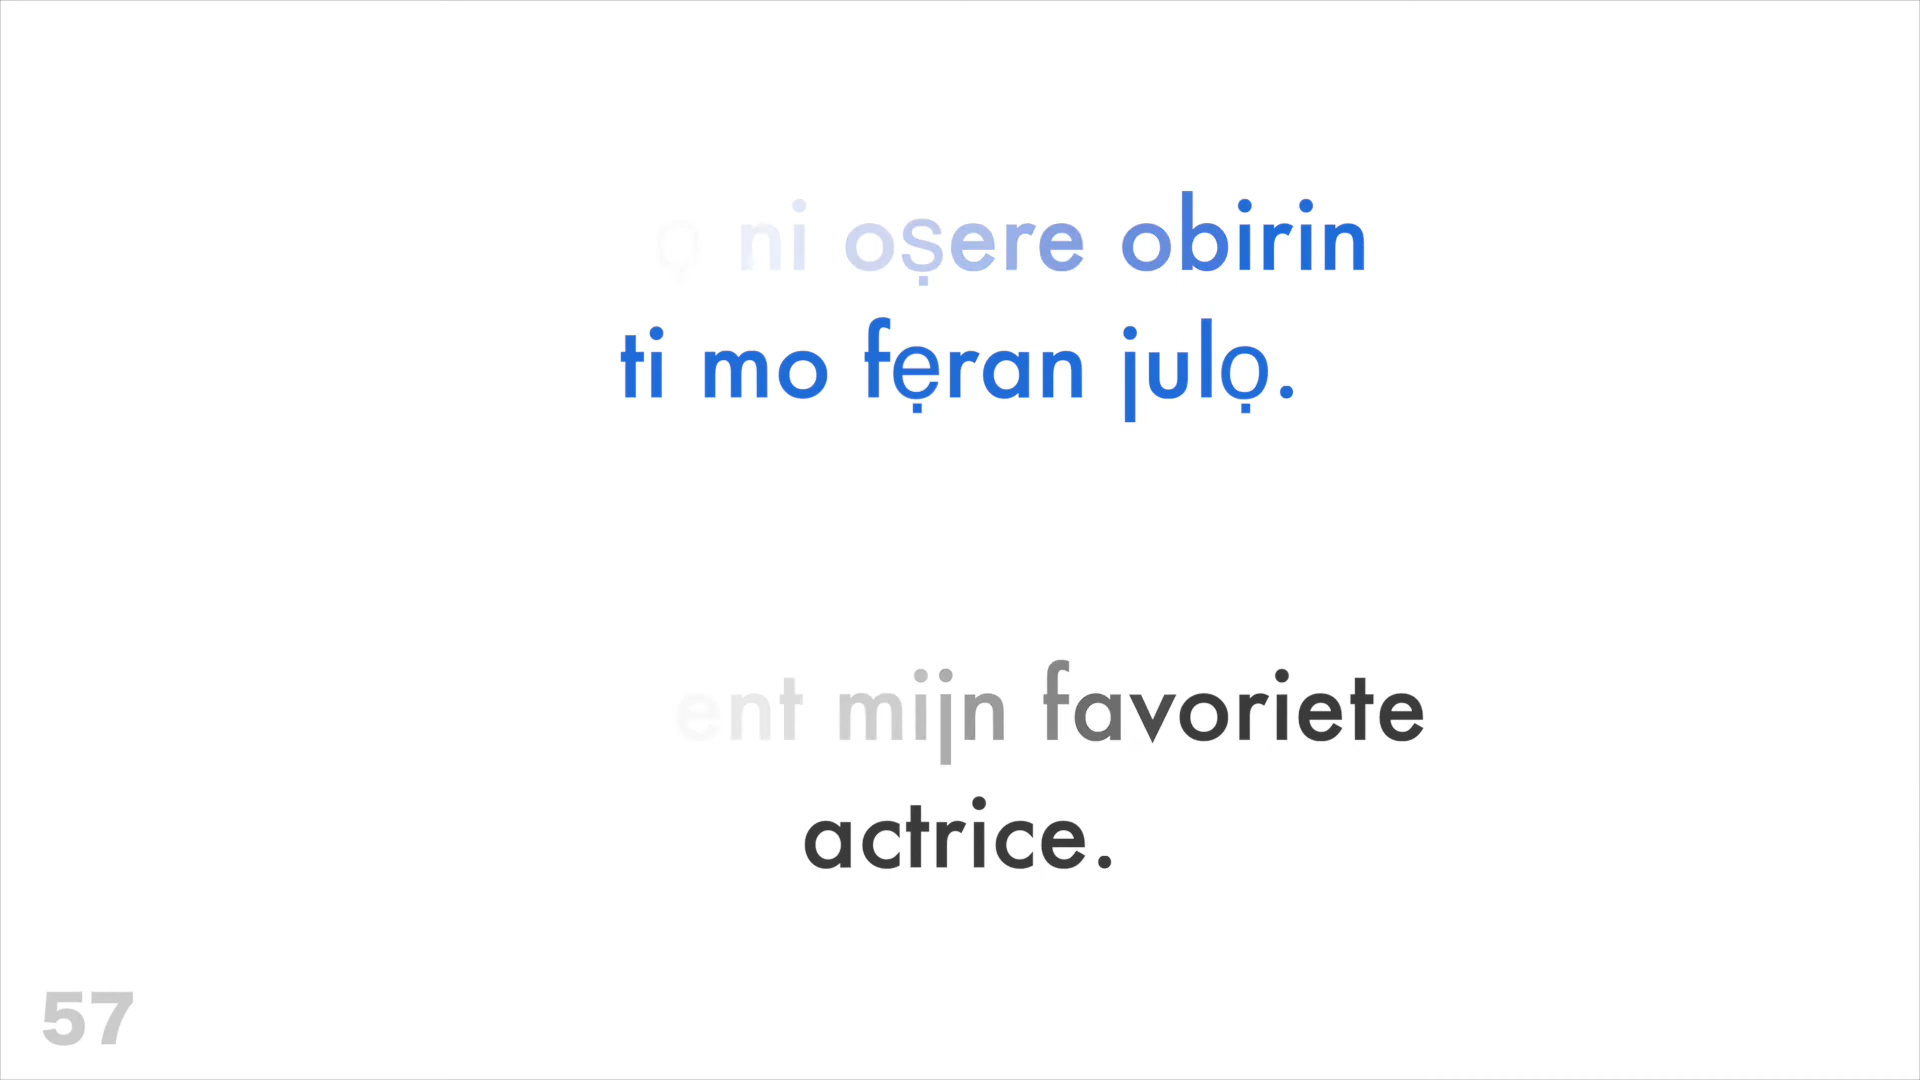 ọ ni oṣere obirin
ti mo fẹran julọ.
ent mijn favoriete
actrice.
57